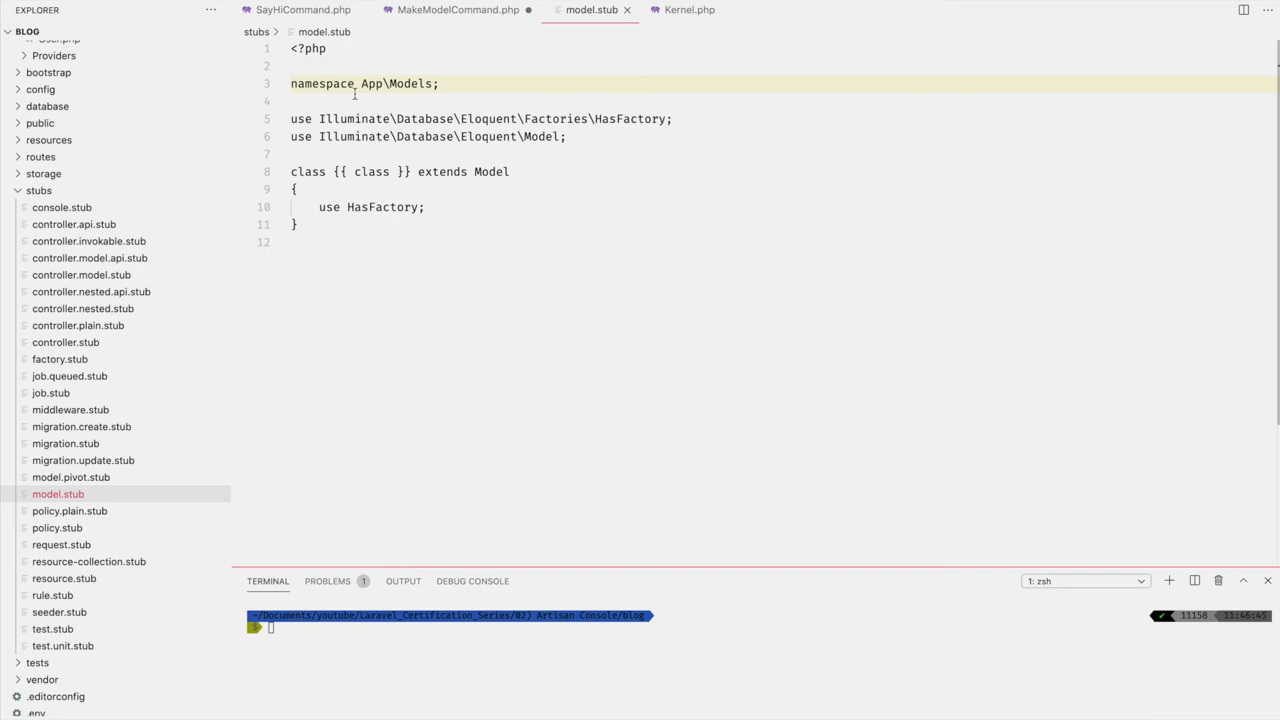 EXPLORER
BLOG
User.php
Providers
bootstrap
config
database
public
resources
routes
storage
stubs
console.stub
controller.api.stub
controller.invokable.stub
controller.model.api.stub
controller.model.stub
controller.nested.api.stub
controller.nested.stub
controller.plain.stub
controller.stub
factory.stub
job.queued.stub
job.stub
middleware.stub
migration.create.stub
migration.stub
migration.update.stub
model.pivot.stub
model.stub
policy.plain.stub
policy.stub
request.stub
resource-collection.stub
resource.stub
rule.stub
seeder.stub
test.stub
test.unit.stub
tests
vendor
.editorconfig
.env
SayHiCommand.php MakeModelCommand.php model.stub Kernel.php
stubs model.stub
1 <?php
2
3 namespace App\Models;
4
5 use Illuminate\Database\Eloquent\Factories\HasFactory;
6 use Illuminate\Database\Eloquent\Model;
7
8 class {{ class }} extends Model
9 {
10 use HasFactory;
11 }
12
TERMINAL PROBLEMS 1 OUTPUT DEBUG CONSOLE 1: zsh
~/Documents/youtube/Laravel_Certification_Series/02) Artisan Console/blog ✓ 11158 11:46:45
$